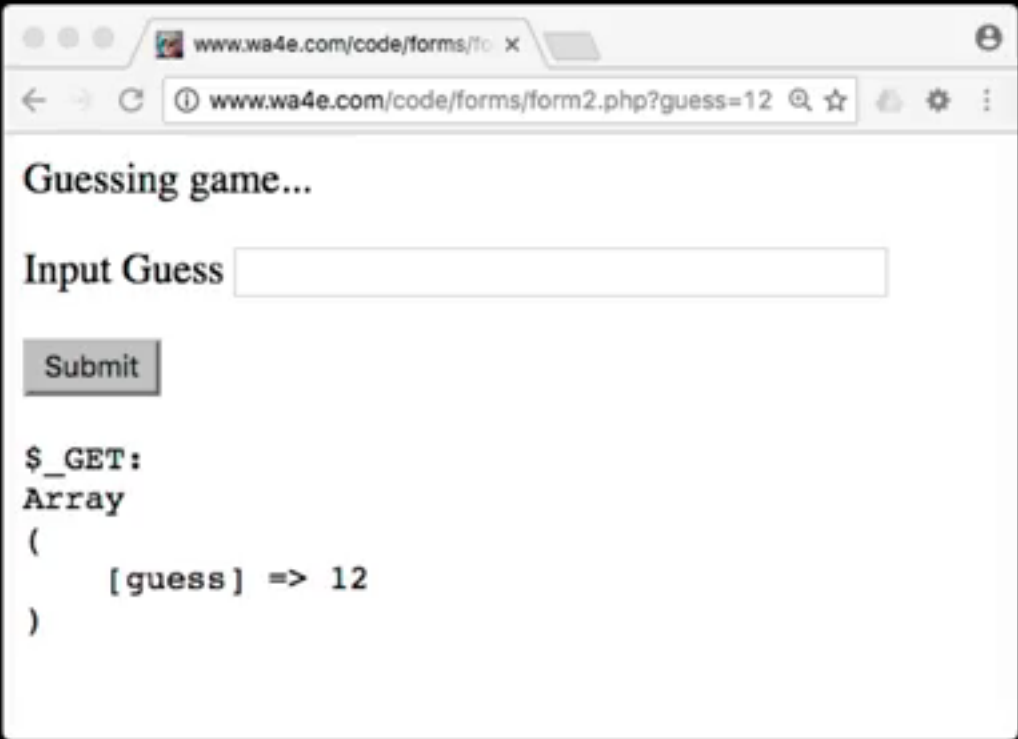 www.wa4e.com/code/forms/fo
www.wa4e.com/code/forms/form2.php?guess=12
Guessing game...
Input Guess
Submit
$_GET:
Array
(
    [guess] => 12
)